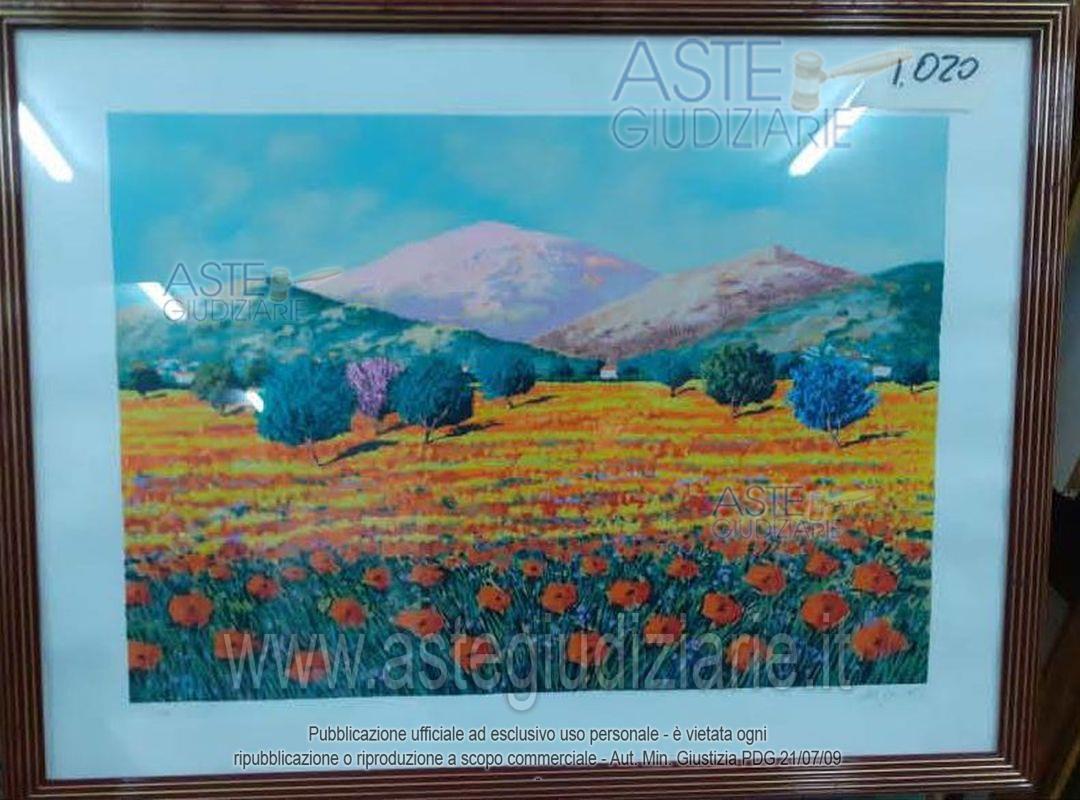 ASTE
GIUDIZIARIE
1.020
ASTE
GIUDIZIARIE
ASTE
GIUDIZIARIE
www.astegiudiziarie.it
Pubblicazione ufficiale ad esclusivo uso personale - è vietata ogni
ripubblicazione o riproduzione a scopo commerciale - Aut. Min. Giustizia PDG 21/07/09